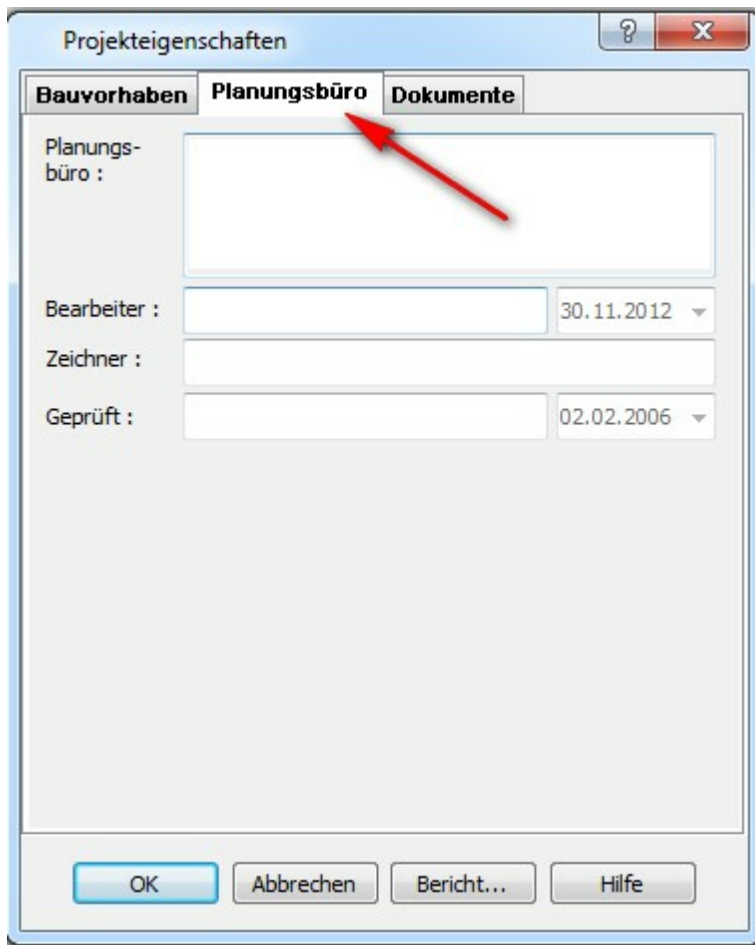 Projekteigenschaften
Bauvorhaben Planungsbüro Dokumente
Planungs-
büro :
Bearbeiter : 30.11.2012
Zeichner :
Geprüft : 02.02.2006
OK Abbrechen Bericht... Hilfe